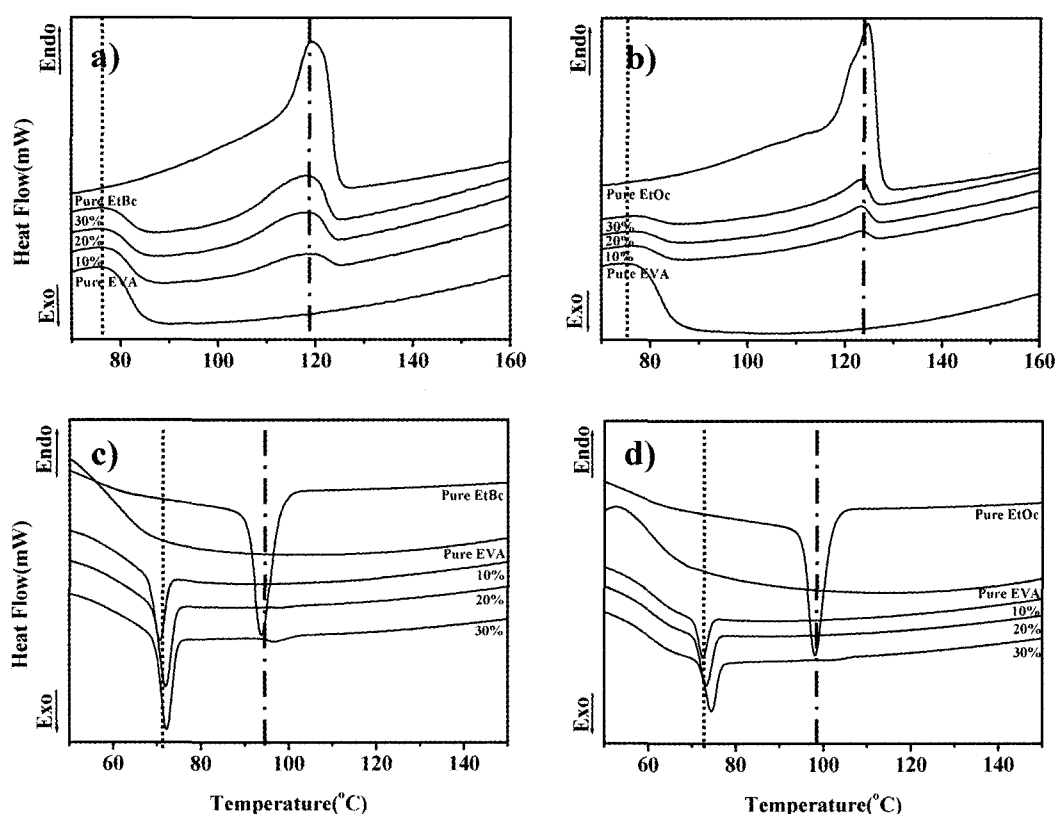 Endo
a)
Heat Flow(mW)
Pure EtBc
30%
20%
10%
Pure EVA
Exo
80 100 120 140 160
Endo
b)
Pure EtOc
30%
20%
10%
Pure EVA
Exo
80 100 120 140 160
Endo
c)
Heat Flow(mW)
Pure EtBc
Pure EVA
10%
20%
30%
Exo
60 80 100 120 140
Temperature(°C)
Endo
d)
Pure EtOc
Pure EVA
10%
20%
30%
Exo
60 80 100 120 140
Temperature(°C)